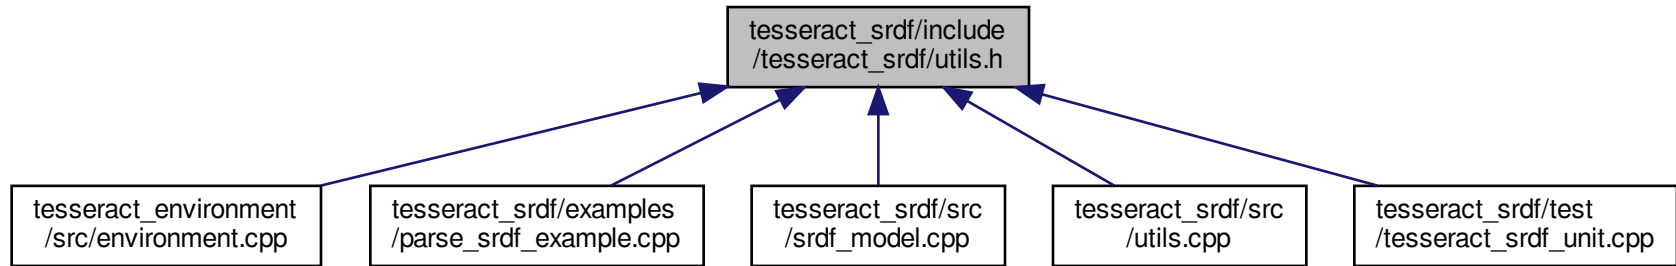 tesseract_srdf/include
/tesseract_srdf/utils.h
tesseract_environment
/src/environment.cpp
tesseract_srdf/examples
/parse_srdf_example.cpp
tesseract_srdf/src
/srdf_model.cpp
tesseract_srdf/src
/utils.cpp
tesseract_srdf/test
/tesseract_srdf_unit.cpp